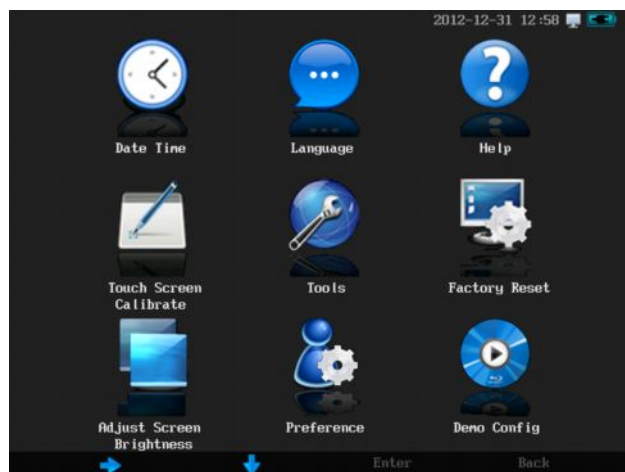 2012-12-31 12:58
Date Time
Language
Help
Touch Screen
Calibrate
Tools
Factory Reset
Adjust Screen
Brightness
Preference
Demo Config
Enter
Back